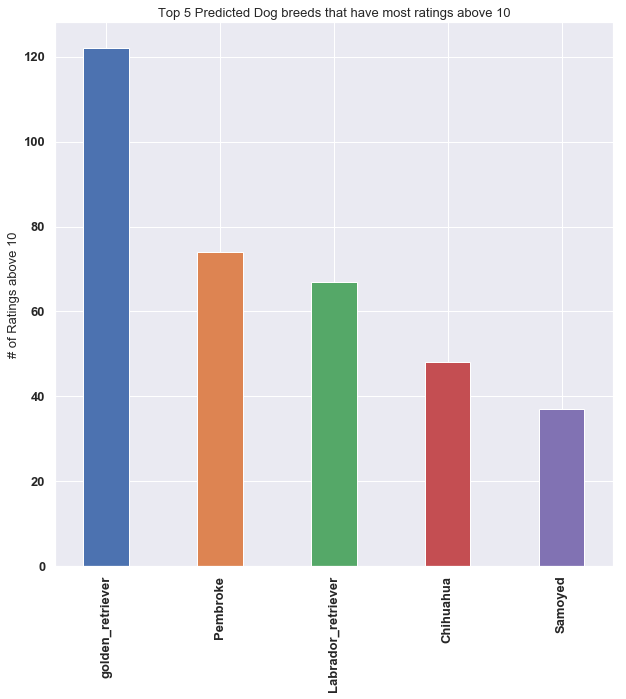 Top 5 Predicted Dog breeds that have most ratings above 10
# of Ratings above 10
120
100
80
60
40
20
0
golden_retriever
Pembroke
Labrador_retriever
Chihuahua
Samoyed